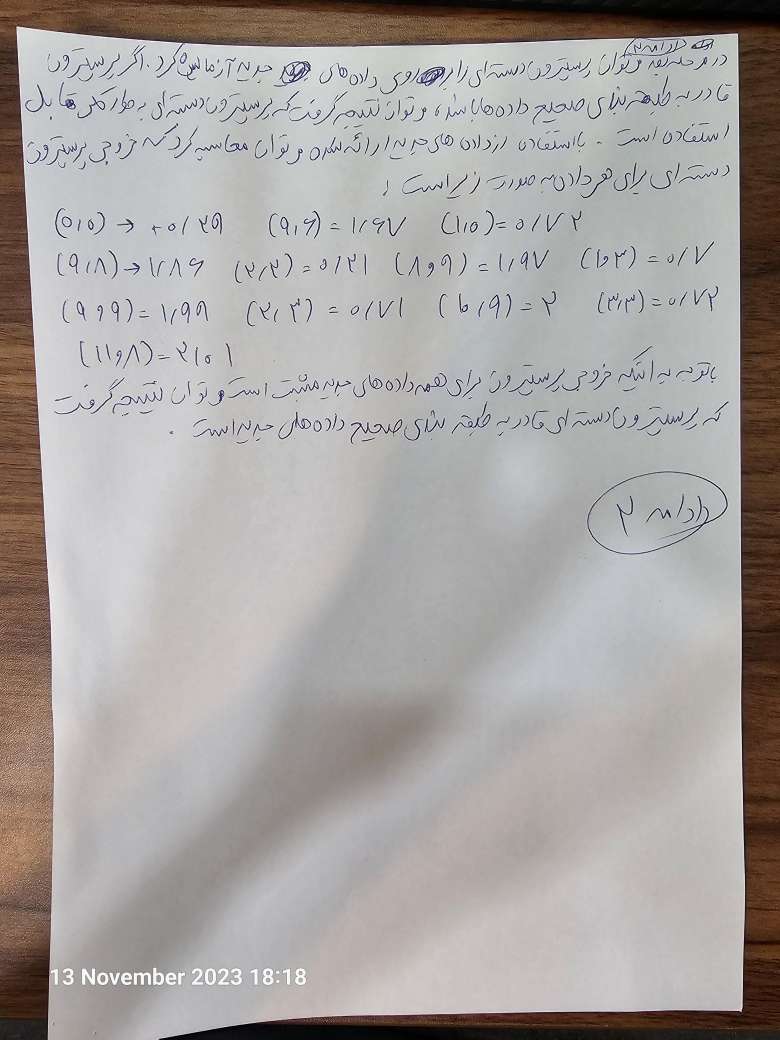 ادامه ۲
در مرحله بعد می‌توان پرسپترون دسته‌ای را بر روی داده‌های جدید آزمایش کرد. اگر پرسپترون
قادر به طبقه بندی صحیح داده‌ها باشد، می‌توان نتیجه گرفت که پرسپترون دسته‌ای به طور کلی قابل
استفاده است. با استفاده از داده های جدید ارائه شده می‌توان محاسبه کرد که خروجی پرسپترون
دسته‌ای برای هر داده به صورت زیر است:
(۵,۵) → +۰/۲۹ (۹,۶) = ۱/۶۷ (۱,۵) = ۰/۷۲
(۹,۸) → ۱/۸۶ (۲,۲) = ۰/۲۱ (۸,۹) = ۱/۹۷ (۱,۳) = ۰/۷
(۹,۹) = ۱/۹۹ (۲,۳) = ۰/۷۱ (۱۰,۹) = ۲ (۳,۳) = ۰/۷۲
(۱۱,۸) = ۲/۰۱
با توجه به اینکه خروجی پرسپترون برای همه داده‌های جدید مثبت است می‌توان نتیجه گرفت
که پرسپترون دسته‌ای قادر به طبقه بندی صحیح داده‌های جدید است.
ادامه ۲
13 November 2023 18:18